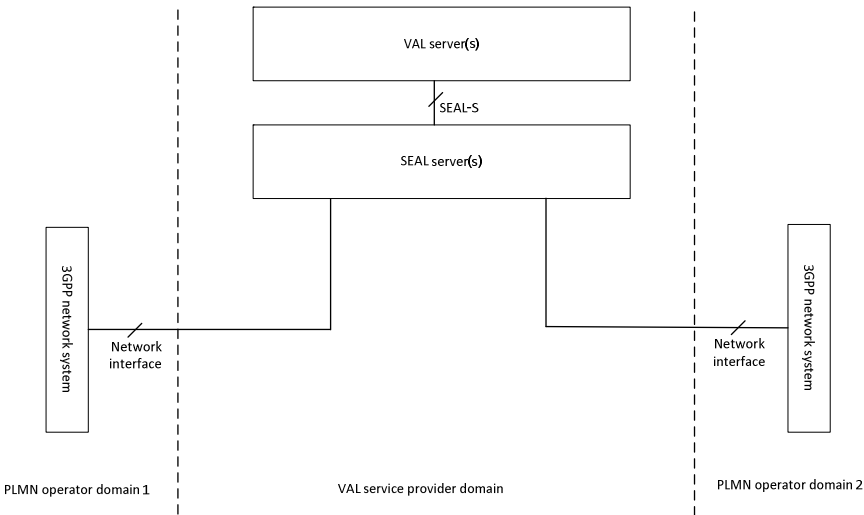 VAL server(s)
SEAL-S
SEAL server(s)
3GPP network system
Network
interface
3GPP network system
Network
interface
PLMN operator domain 1
VAL service provider domain
PLMN operator domain 2